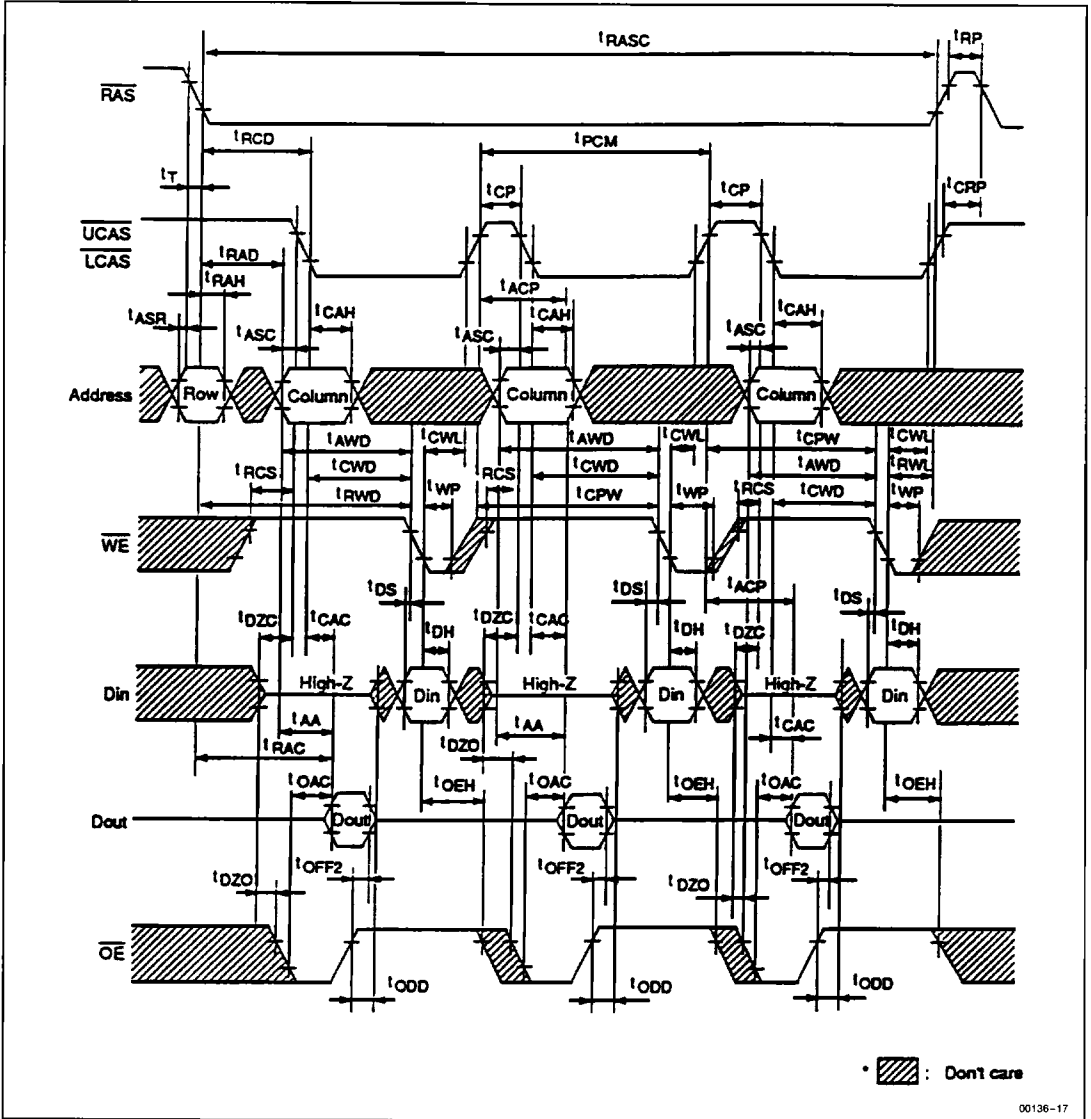 tRASC tRP
RAS
tRCD tPCM
tT tCP tCP tCRP
UCAS
LCAS
tRAD
tRAH tACP
tASR tASC tCAH tASC tCAH tASC tCAH
Address Row Column Column Column
tAWD tCWL tAWD tCWL tCPW tCWL
tRCS tCWD RCS tCWD tRCS tAWD tRWL
tRWD tWP tCPW tWP tCWD tWP
WE
tDS tDS tACP tDS
tDZC tCAC tDH tDZC tCAC tDH tDZC tDH
Din High-Z Din High-Z Din High-Z Din
tAA tAA tCAC
tRAC tDZO
tOAC tOEH tOAC tOEH tOAC tOEH
Dout Dout Dout Dout
tDZO tOFF2 tOFF2 tDZO tOFF2
OE
tODD tODD tODD
* : Don't care
00136-17